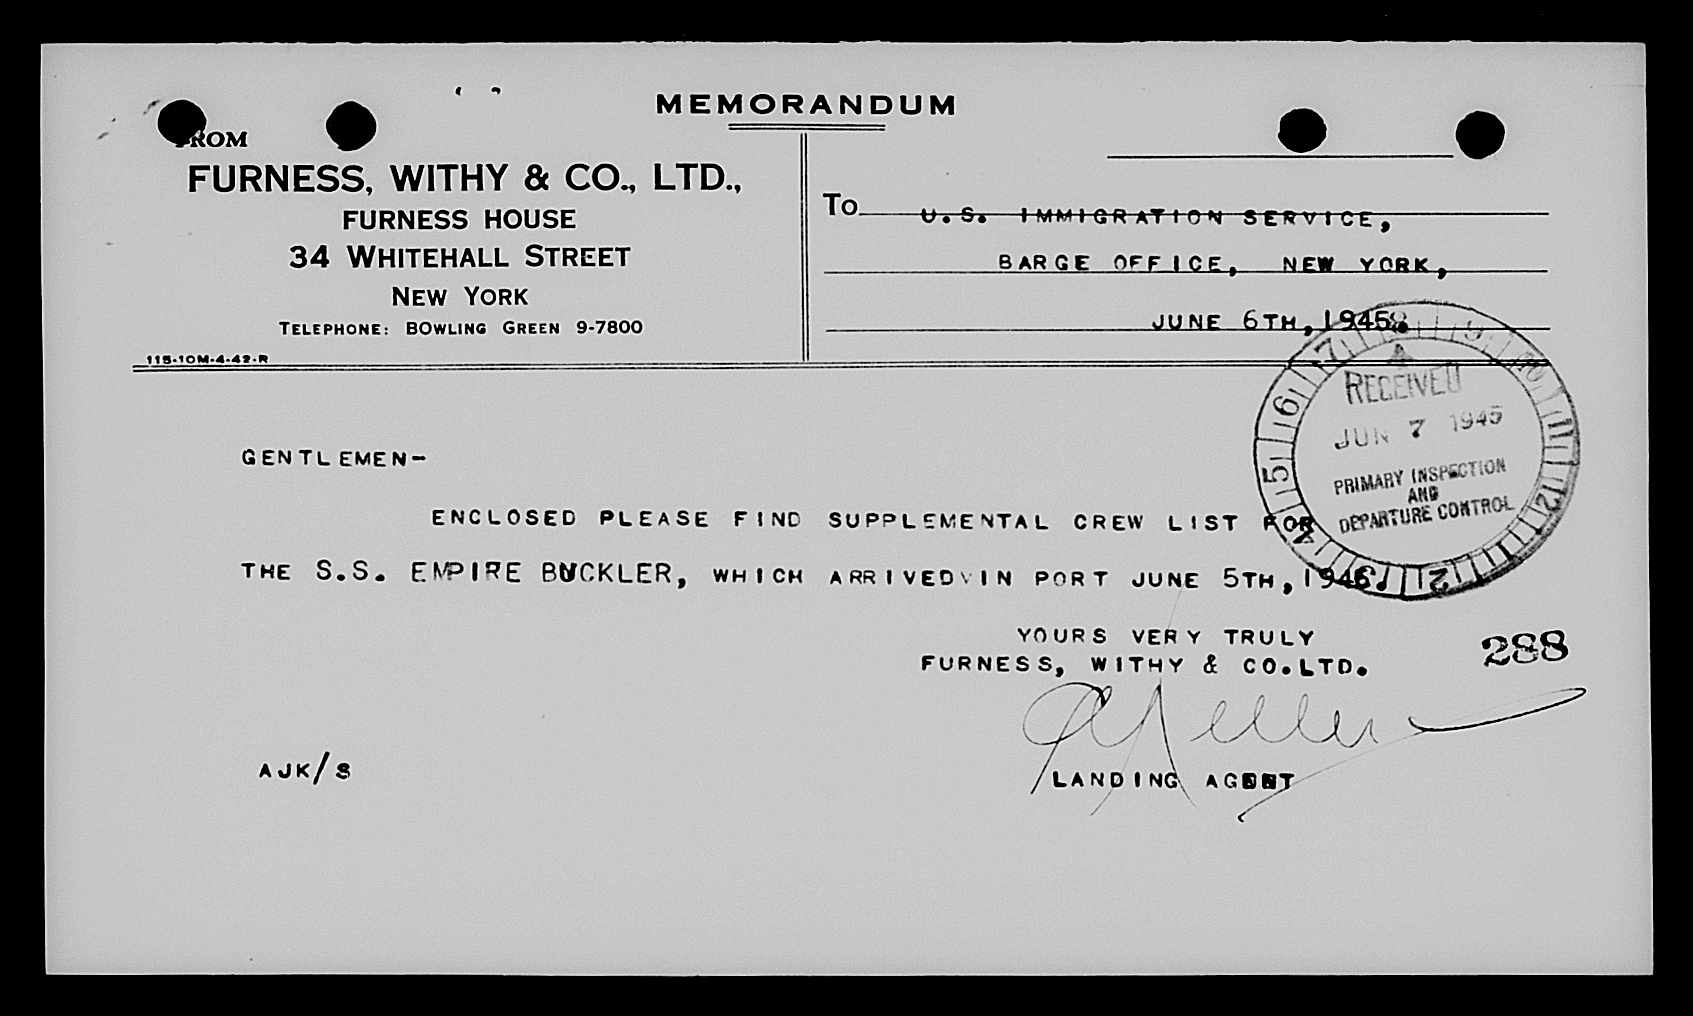 MEMORANDUM
FROM
FURNESS, WITHY & CO., LTD.,
FURNESS HOUSE
34 WHITEHALL STREET
NEW YORK
TELEPHONE: BOWLING GREEN 9-7800
115-10M-4-42-R
TO U.S. IMMIGRATION SERVICE,
BARGE OFFICE, NEW YORK,
JUNE 6TH, 1945.
RECEIVED
JUN 7 1945
PRIMARY INSPECTION
AND
DEPARTURE CONTROL
GENTLEMEN-
ENCLOSED PLEASE FIND SUPPLEMENTAL CREW LIST FOR
THE S.S. EMPIRE BUCKLER, WHICH ARRIVED IN PORT JUNE 5TH, 1945.
YOURS VERY TRULY
FURNESS, WITHY & CO.LTD.
288
LANDING AGENT
AJK/S